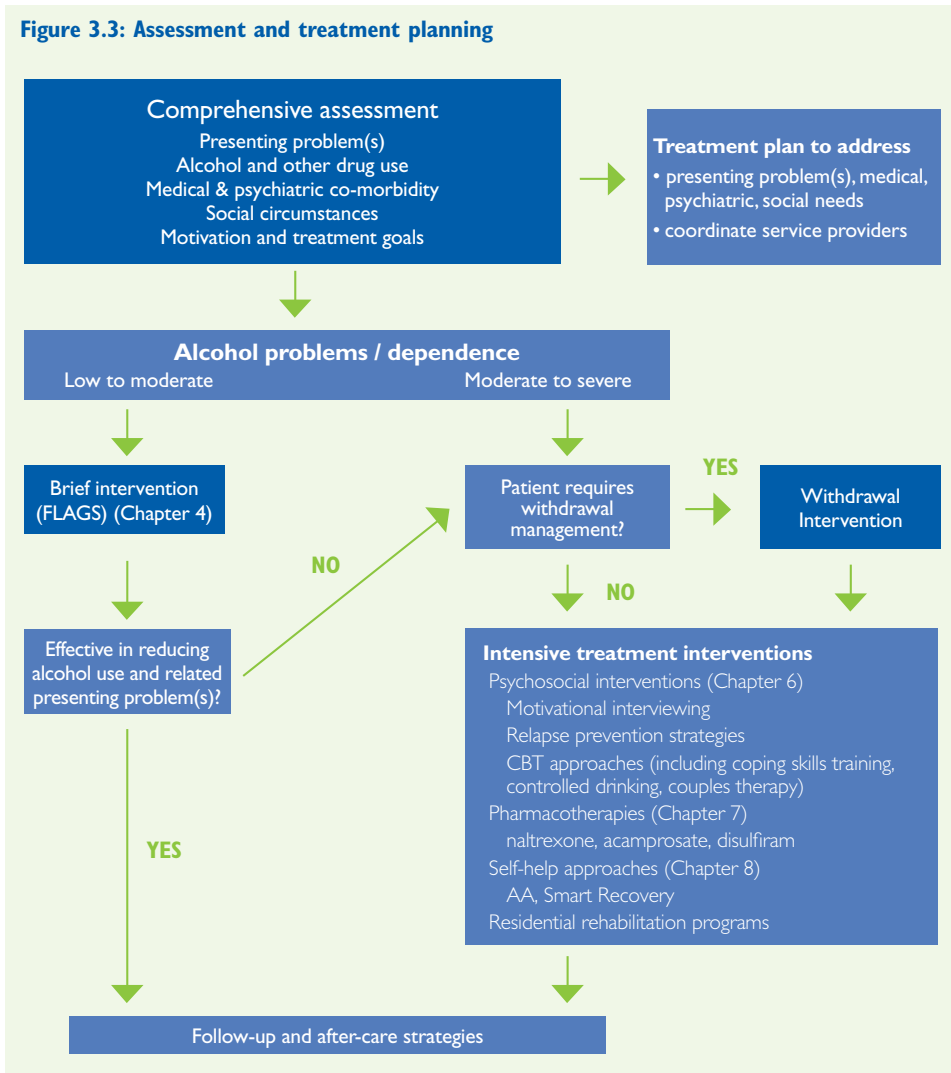 Figure 3.3: Assessment and treatment planning
Comprehensive assessment
Presenting problem(s)
Alcohol and other drug use
Medical & psychiatric co-morbidity
Social circumstances
Motivation and treatment goals
Treatment plan to address
• presenting problem(s), medical,
psychiatric, social needs
• coordinate service providers
Alcohol problems / dependence
Low to moderate
Moderate to severe
Brief intervention
(FLAGS) (Chapter 4)
Patient requires
withdrawal
management?
YES
Withdrawal
Intervention
NO
NO
Effective in reducing
alcohol use and related
presenting problem(s)?
Intensive treatment interventions
Psychosocial interventions (Chapter 6)
Motivational interviewing
Relapse prevention strategies
CBT approaches (including coping skills training,
controlled drinking, couples therapy)
Pharmacotherapies (Chapter 7)
naltrexone, acamprosate, disulfiram
Self-help approaches (Chapter 8)
AA, Smart Recovery
Residential rehabilitation programs
YES
Follow-up and after-care strategies